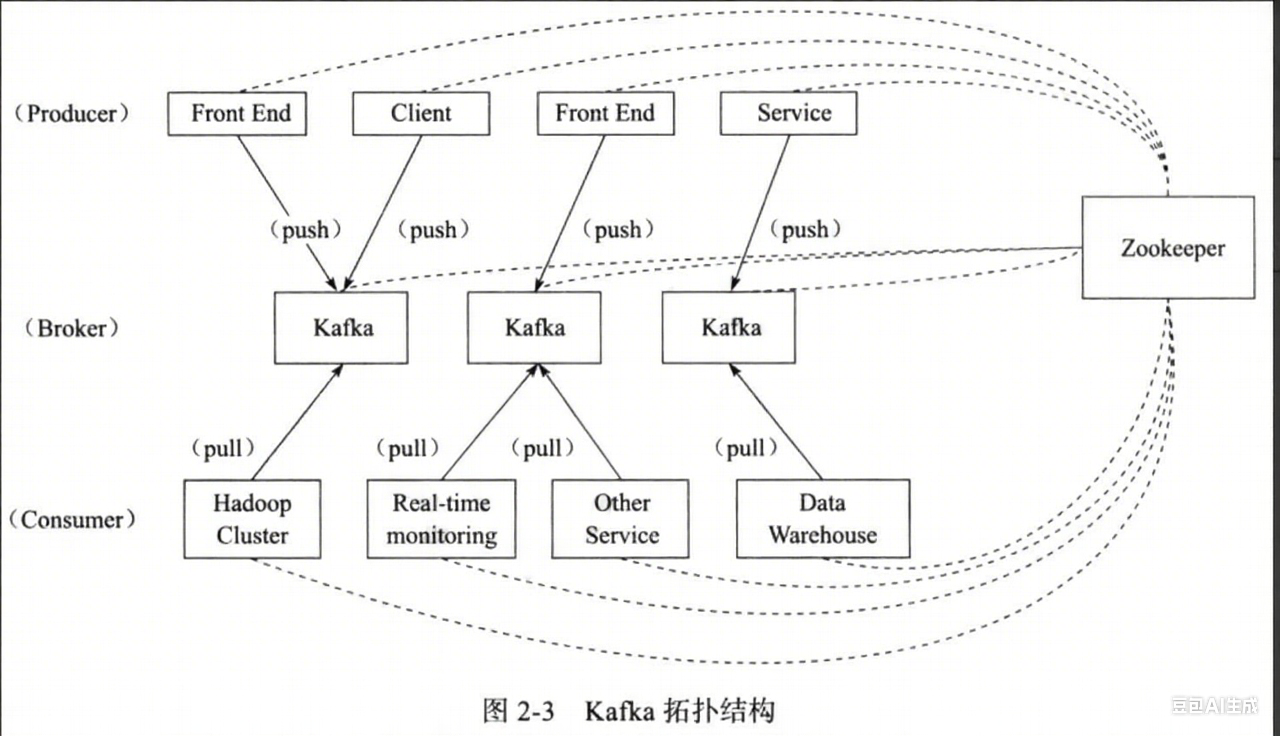 （Producer）
Front End
Client
Front End
Service
（push）
（push）
（push）
（push）
Zookeeper
（Broker）
Kafka
Kafka
Kafka
（pull）
（pull）
（pull）
（pull）
（Consumer）
Hadoop
Cluster
Real-time
monitoring
Other
Service
Data
Warehouse
图 2-3 Kafka 拓扑结构
豆包AI生成